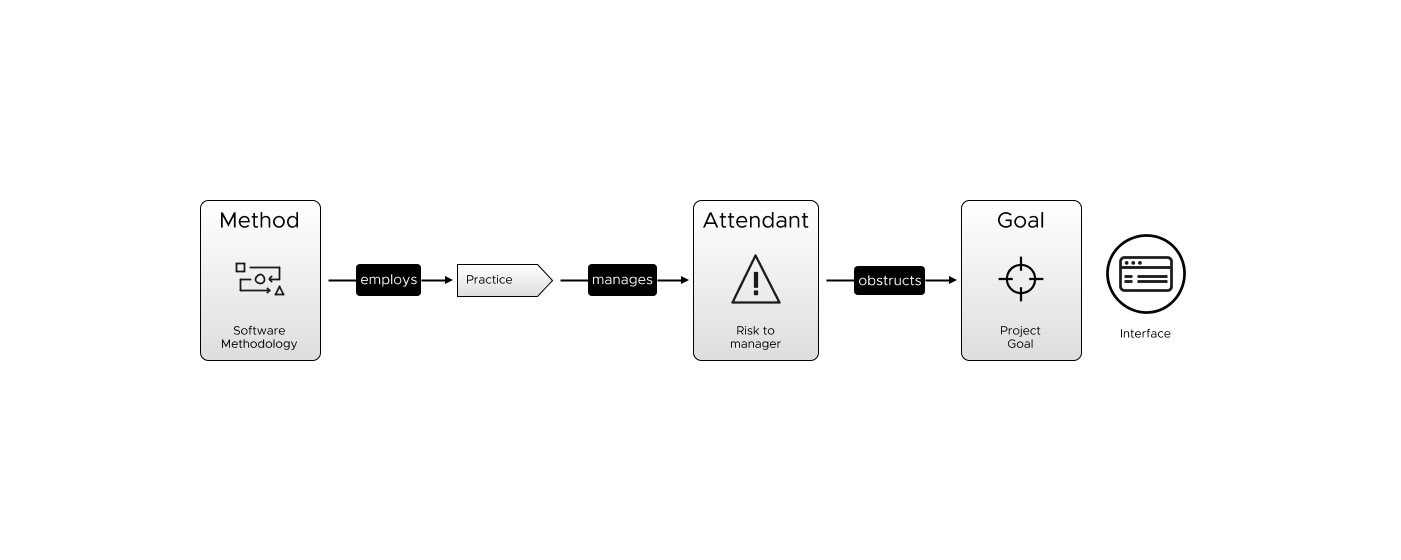 Method
Software
Methodology
employs
Practice
manages
Attendant
Risk to
manager
obstructs
Goal
Project
Goal
Interface